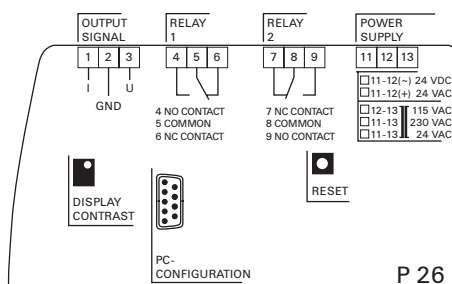 OUTPUT
SIGNAL
RELAY
1
RELAY
2
POWER
SUPPLY
1 2 3
4 5 6
7 8 9
11 12 13
I U
GND
4 NO CONTACT
5 COMMON
6 NC CONTACT
7 NC CONTACT
8 COMMON
9 NO CONTACT
11-12(~) 24 VDC
11-12(+) 24 VAC
12-13 115 VAC
11-13 230 VAC
11-13 24 VAC
DISPLAY
CONTRAST
RESET
PC-
CONFIGURATION
P 26